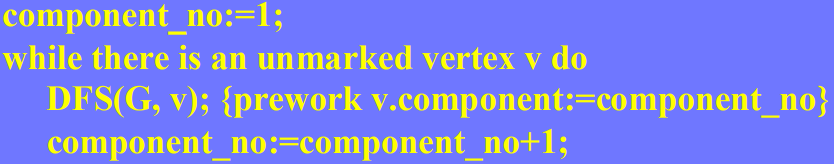 component_no:=1;
while there is an unmarked vertex v do
DFS(G, v); {prework v.component:=component_no}
component_no:=component_no+1;